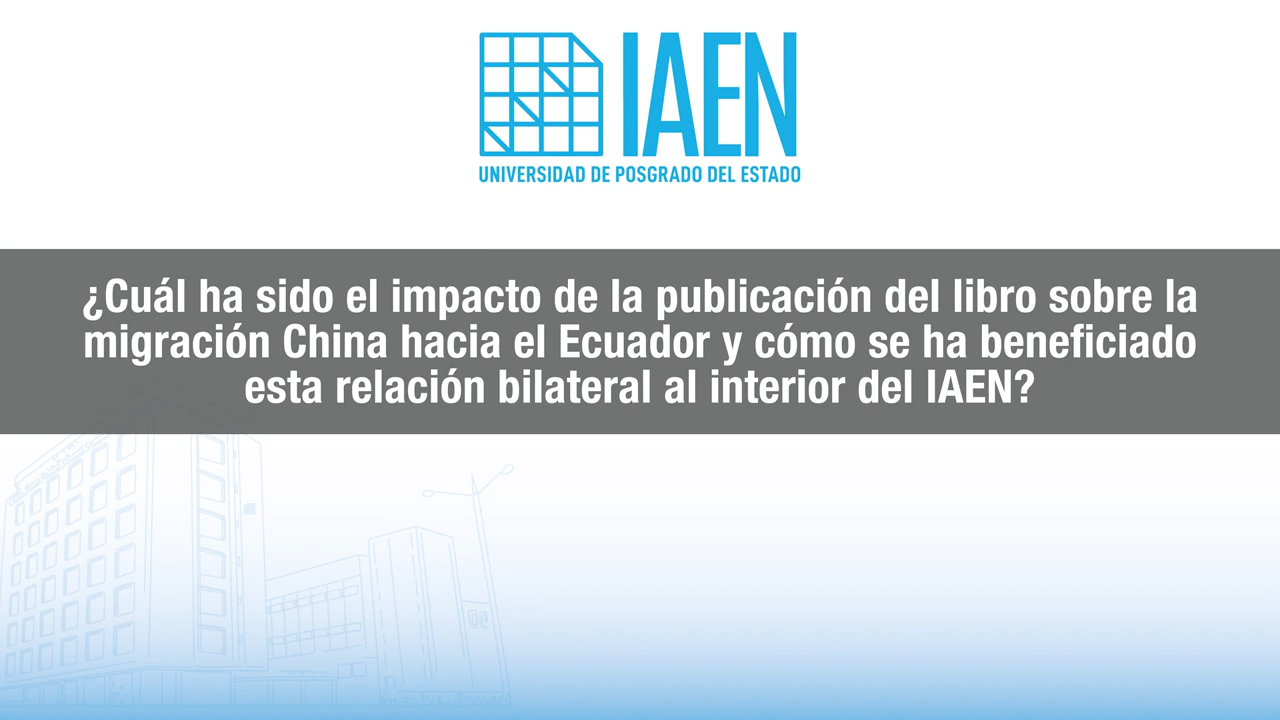 IAEN
UNIVERSIDAD DE POSGRADO DEL ESTADO
¿Cuál ha sido el impacto de la publicación del libro sobre la
migración China hacia el Ecuador y cómo se ha beneficiado
esta relación bilateral al interior del IAEN?